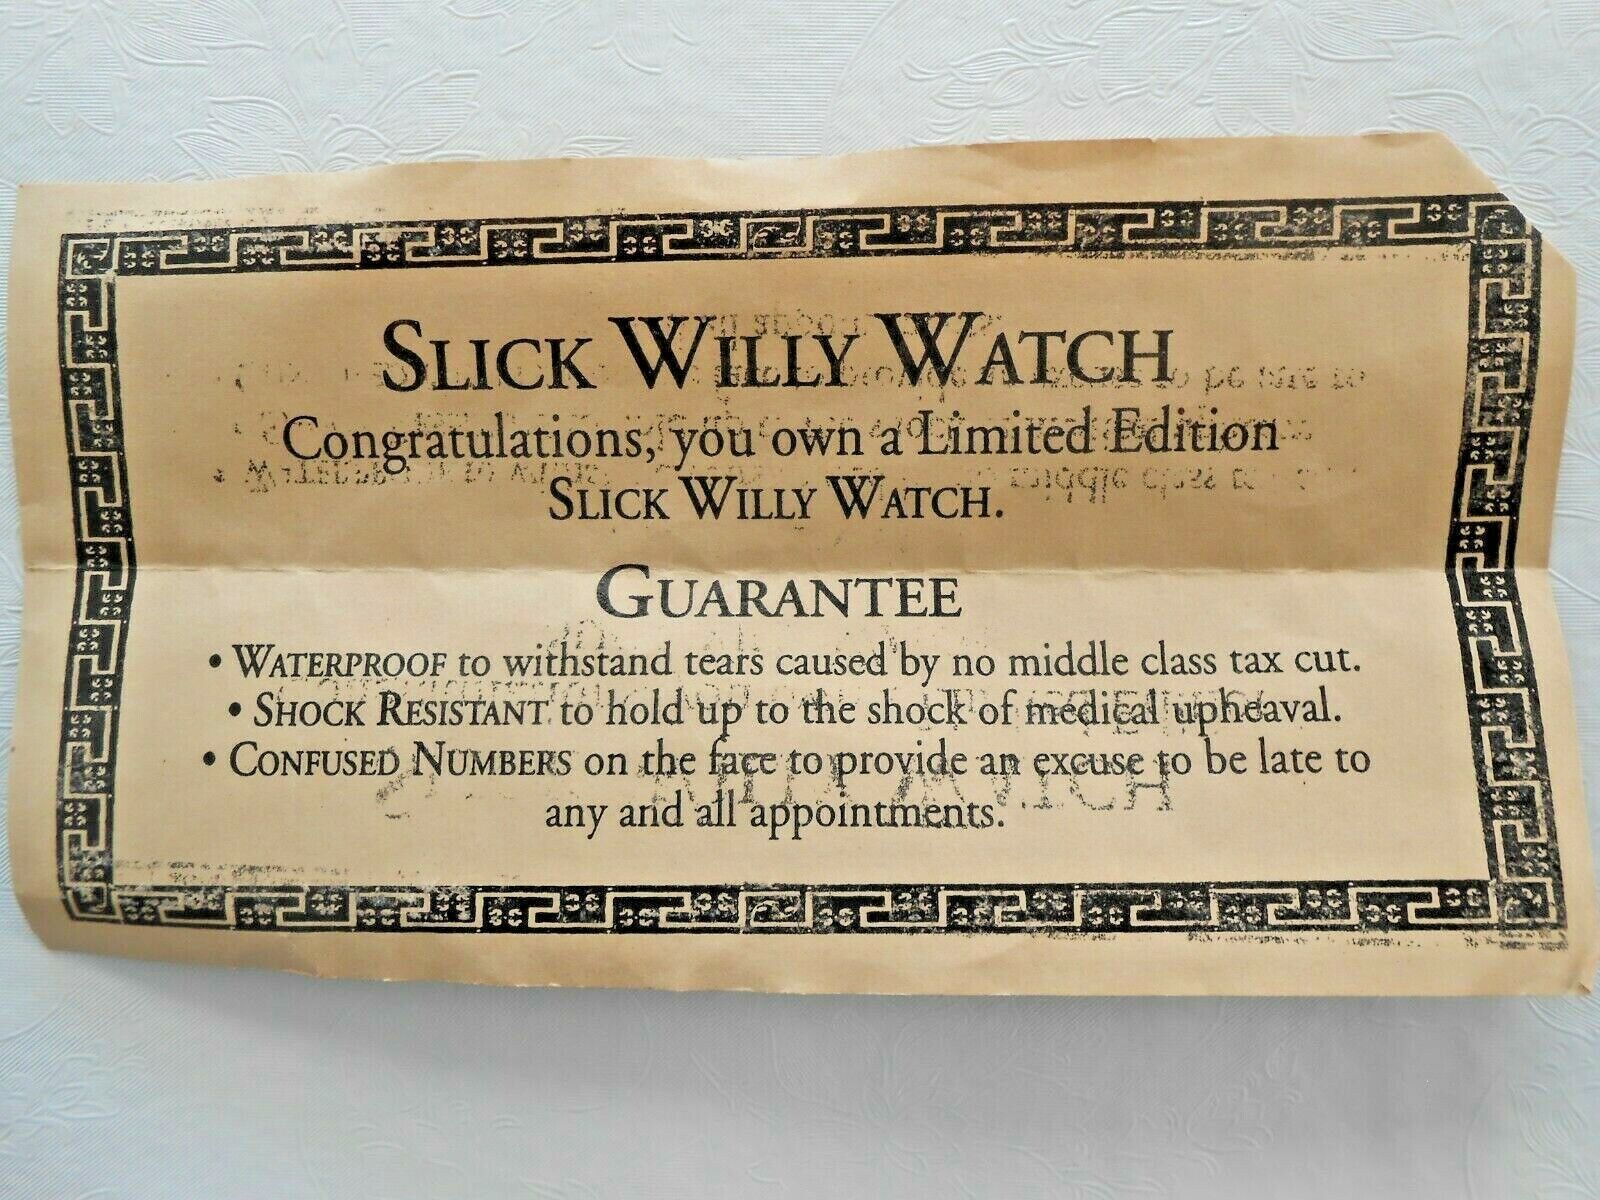 SLICK WILLY WATCH
Congratulations, you own a Limited Edition
SLICK WILLY WATCH.
GUARANTEE
• WATERPROOF to withstand tears caused by no middle class tax cut.
• SHOCK RESISTANT to hold up to the shock of medical upheaval.
• CONFUSED NUMBERS on the face to provide an excuse to be late to
any and all appointments.